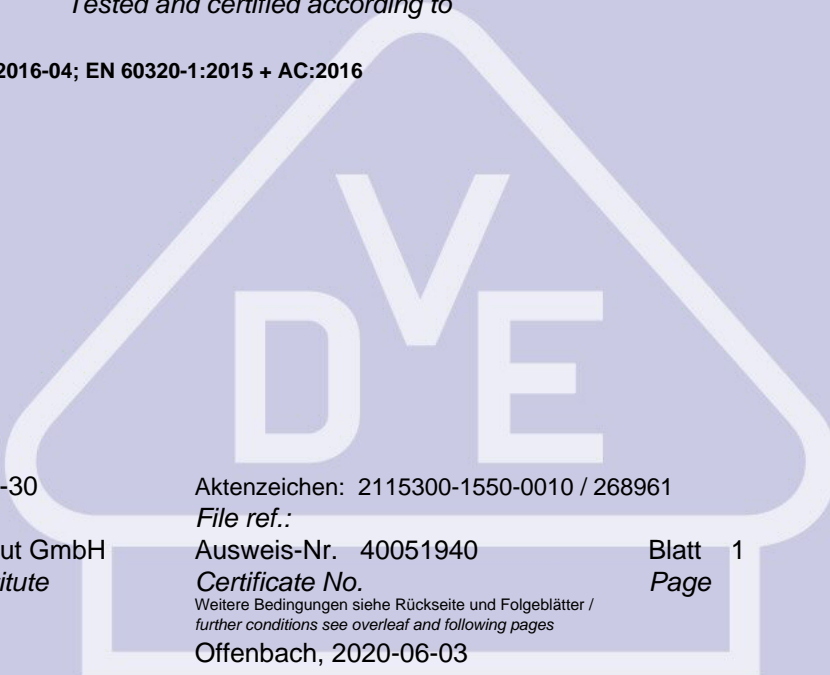 Tested and certified according to
2016-04; EN 60320-1:2015 + AC:2016
DVE
-30 Aktenzeichen: 2115300-1550-0010 / 268961
File ref.:
ut GmbH Ausweis-Nr. 40051940 Blatt 1
itute Certificate No. Page
Weitere Bedingungen siehe Rückseite und Folgeblätter /
further conditions see overleaf and following pages
Offenbach, 2020-06-03